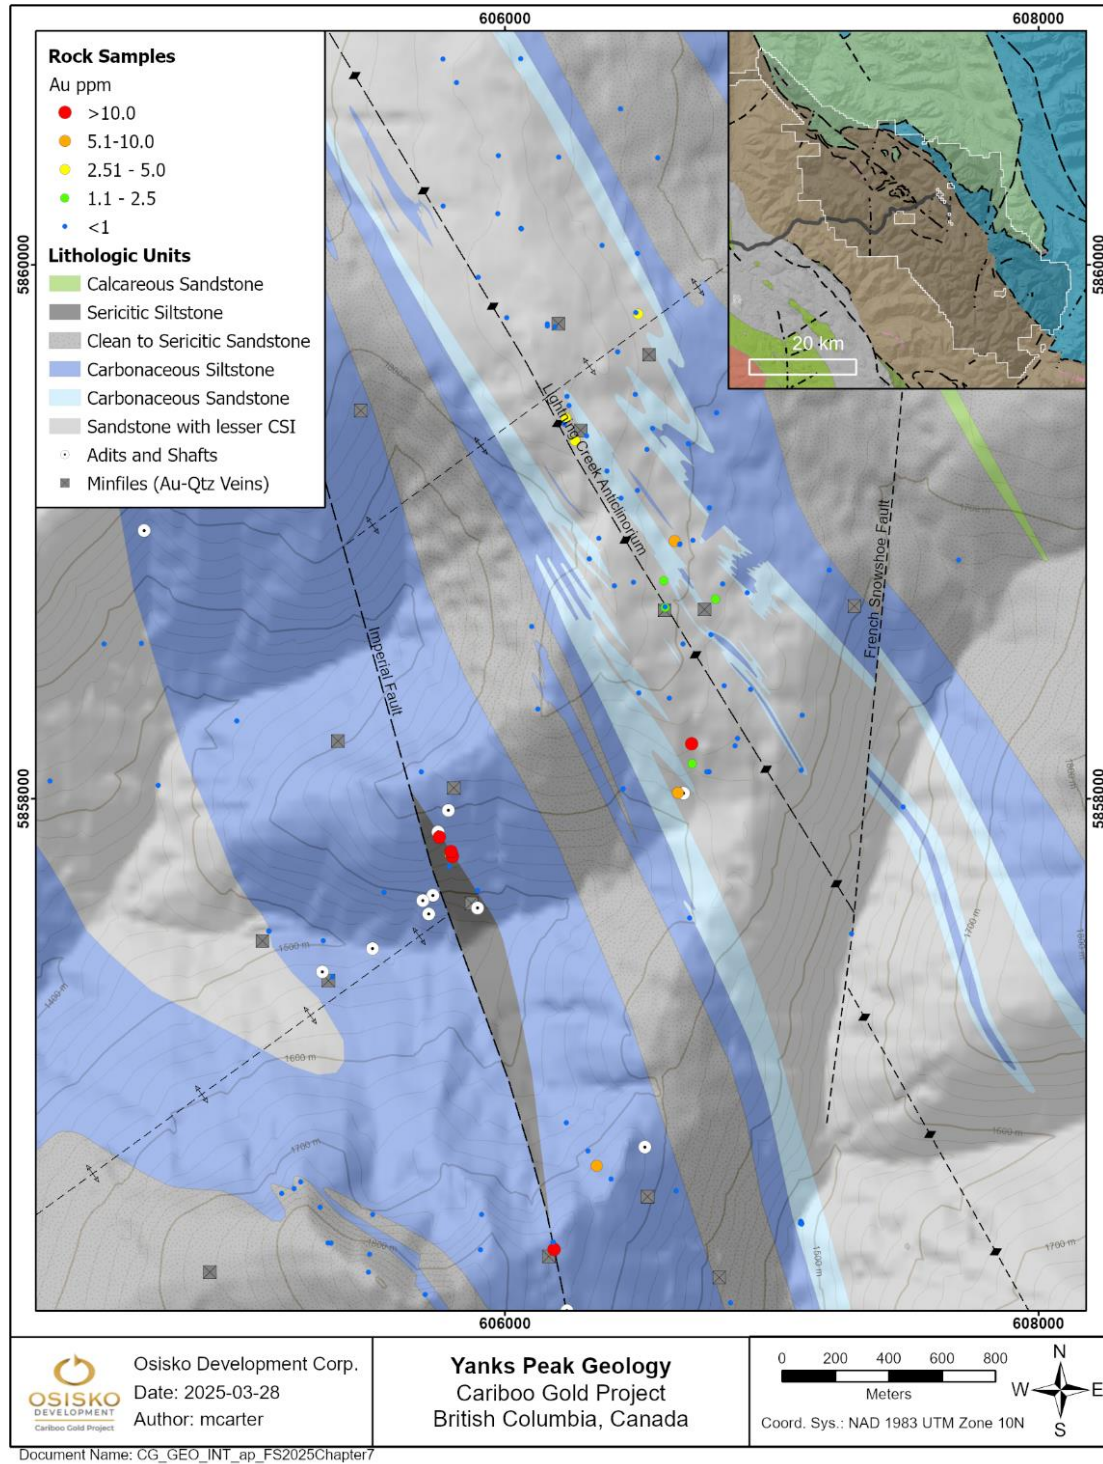 606000
608000
Rock Samples
Au ppm
>10.0
5.1-10.0
2.51 - 5.0
1.1 - 2.5
<1
Lithologic Units
Calcareous Sandstone
Sericitic Siltstone
Clean to Sericitic Sandstone
Carbonaceous Siltstone
Carbonaceous Sandstone
Sandstone with lesser CSI
Adits and Shafts
Minfiles (Au-Qtz Veins)
20 km
5860000
5860000
Lightning Creek Anticlinorium
French Snowshoe Fault
Imperial Fault
5858000
5858000
1500 m
1400 m
1600 m
1700 m
1800 m
1700 m
1600 m
1500 m
1700 m
606000
608000
OSISKO
DEVELOPMENT
Cariboo Gold Project
Osisko Development Corp.
Date: 2025-03-28
Author: mcarter
Yanks Peak Geology
Cariboo Gold Project
British Columbia, Canada
0 200 400 600 800
Meters
Coord. Sys.: NAD 1983 UTM Zone 10N
N
W E
S
Document Name: CG_GEO_INT_ap_FS2025Chapter7